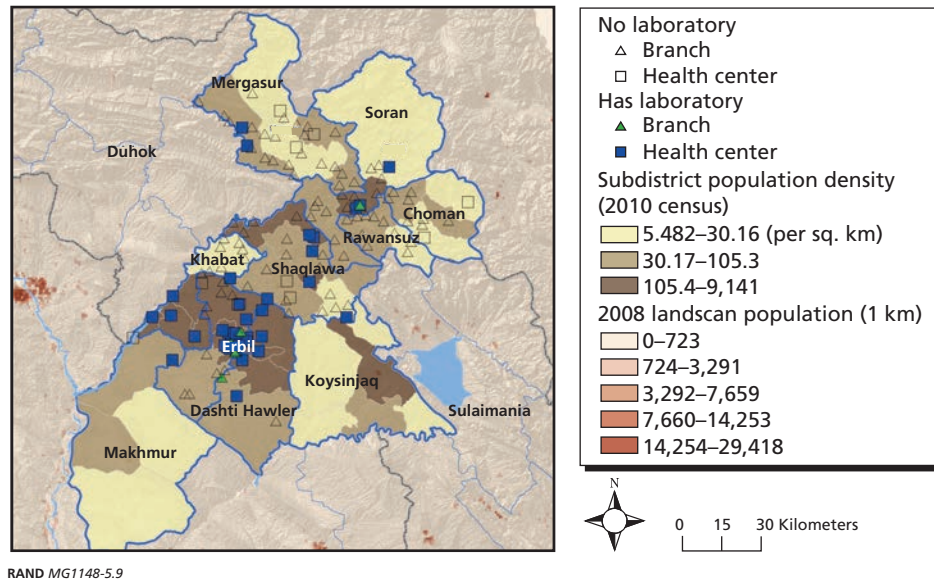 Mergasur
Soran
Duhok
Choman
Rawansuz
Khabat
Shaqlawa
Erbil
Koysinjaq
Dashti Hawler
Sulaimania
Makhmur
No laboratory
Branch
Health center
Has laboratory
Branch
Health center
Subdistrict population density
(2010 census)
5.482–30.16 (per sq. km)
30.17–105.3
105.4–9,141
2008 landscan population (1 km)
0–723
724–3,291
3,292–7,659
7,660–14,253
14,254–29,418
N
0 15 30 Kilometers
RAND MG1148-5.9